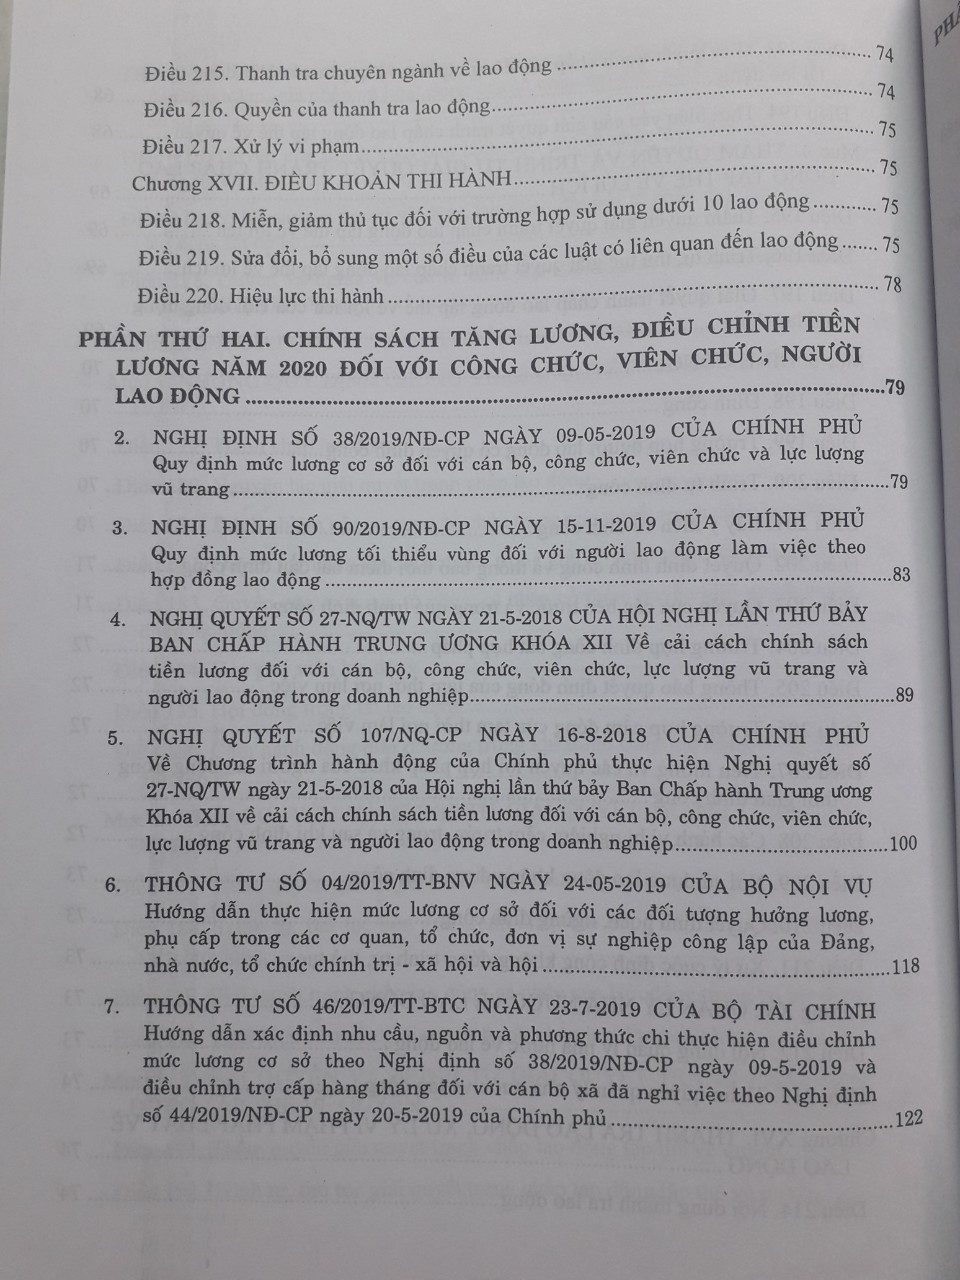 Điều 215. Thanh tra chuyên ngành về lao động ........ 74
Điều 216. Quyền của thanh tra lao động ........ 74
Điều 217. Xử lý vi phạm ........ 75
Chương XVII. ĐIỀU KHOẢN THI HÀNH ........ 75
Điều 218. Miễn, giảm thủ tục đối với trường hợp sử dụng dưới 10 lao động ........ 75
Điều 219. Sửa đổi, bổ sung một số điều của các luật có liên quan đến lao động ...... 75
Điều 220. Hiệu lực thi hành ........ 78
PHẦN THỨ HAI. CHÍNH SÁCH TĂNG LƯƠNG, ĐIỀU CHỈNH TIỀN
LƯƠNG NĂM 2020 ĐỐI VỚI CÔNG CHỨC, VIÊN CHỨC, NGƯỜI
LAO ĐỘNG ........ 79
2. NGHỊ ĐỊNH SỐ 38/2019/NĐ-CP NGÀY 09-05-2019 CỦA CHÍNH PHỦ
Quy định mức lương cơ sở đối với cán bộ, công chức, viên chức và lực lượng
vũ trang ........ 79
3. NGHỊ ĐỊNH SỐ 90/2019/NĐ-CP NGÀY 15-11-2019 CỦA CHÍNH PHỦ
Quy định mức lương tối thiểu vùng đối với người lao động làm việc theo
hợp đồng lao động ........ 83
4. NGHỊ QUYẾT SỐ 27-NQ/TW NGÀY 21-5-2018 CỦA HỘI NGHỊ LẦN THỨ BẢY
BAN CHẤP HÀNH TRUNG ƯƠNG KHÓA XII Về cải cách chính sách
tiền lương đối với cán bộ, công chức, viên chức, lực lượng vũ trang và
người lao động trong doanh nghiệp ........ 89
5. NGHỊ QUYẾT SỐ 107/NQ-CP NGÀY 16-8-2018 CỦA CHÍNH PHỦ
Về Chương trình hành động của Chính phủ thực hiện Nghị quyết số
27-NQ/TW ngày 21-5-2018 của Hội nghị lần thứ bảy Ban Chấp hành Trung ương
Khóa XII về cải cách chính sách tiền lương đối với cán bộ, công chức, viên chức,
lực lượng vũ trang và người lao động trong doanh nghiệp ........ 100
6. THÔNG TƯ SỐ 04/2019/TT-BNV NGÀY 24-05-2019 CỦA BỘ NỘI VỤ
Hướng dẫn thực hiện mức lương cơ sở đối với các đối tượng hưởng lương,
phụ cấp trong các cơ quan, tổ chức, đơn vị sự nghiệp công lập của Đảng,
nhà nước, tổ chức chính trị - xã hội và hội ........ 118
7. THÔNG TƯ SỐ 46/2019/TT-BTC NGÀY 23-7-2019 CỦA BỘ TÀI CHÍNH
Hướng dẫn xác định nhu cầu, nguồn và phương thức chi thực hiện điều chỉnh
mức lương cơ sở theo Nghị định số 38/2019/NĐ-CP ngày 09-5-2019 và
điều chỉnh trợ cấp hàng tháng đối với cán bộ xã đã nghỉ việc theo Nghị định
số 44/2019/NĐ-CP ngày 20-5-2019 của Chính phủ ........ 122